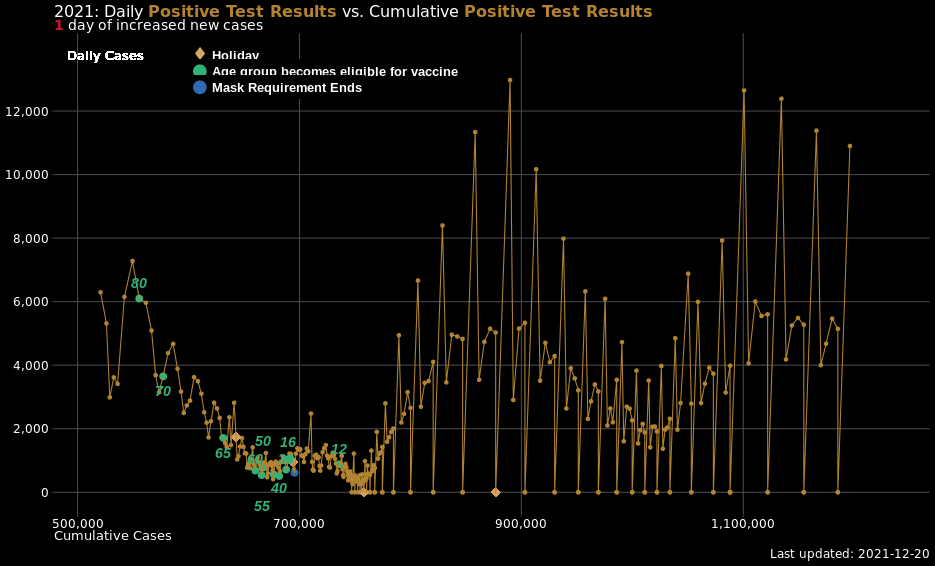 2021: Daily Positive Test Results vs. Cumulative Positive Test Results
1 day of increased new cases
Daily Cases
Holiday
Age group becomes eligible for vaccine
Mask Requirement Ends
12,000
10,000
8,000
6,000
4,000
2,000
0
80
70
65
50
16
12
40
55
500,000 700,000 900,000 1,100,000
Cumulative Cases
Last updated: 2021-12-20